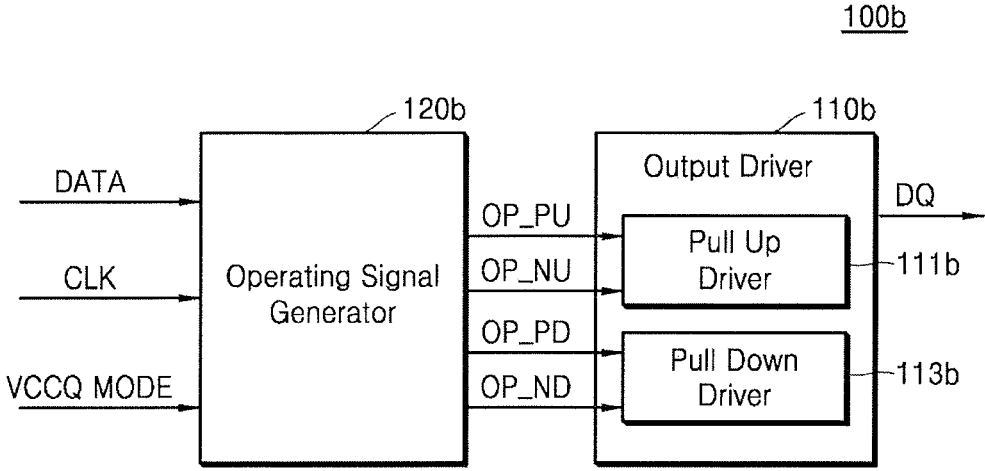 100b
120b
110b
DATA
CLK
VCCQ MODE
Operating Signal
Generator
OP_PU
OP_NU
OP_PD
OP_ND
Output Driver
Pull Up
Driver
111b
Pull Down
Driver
113b
DQ